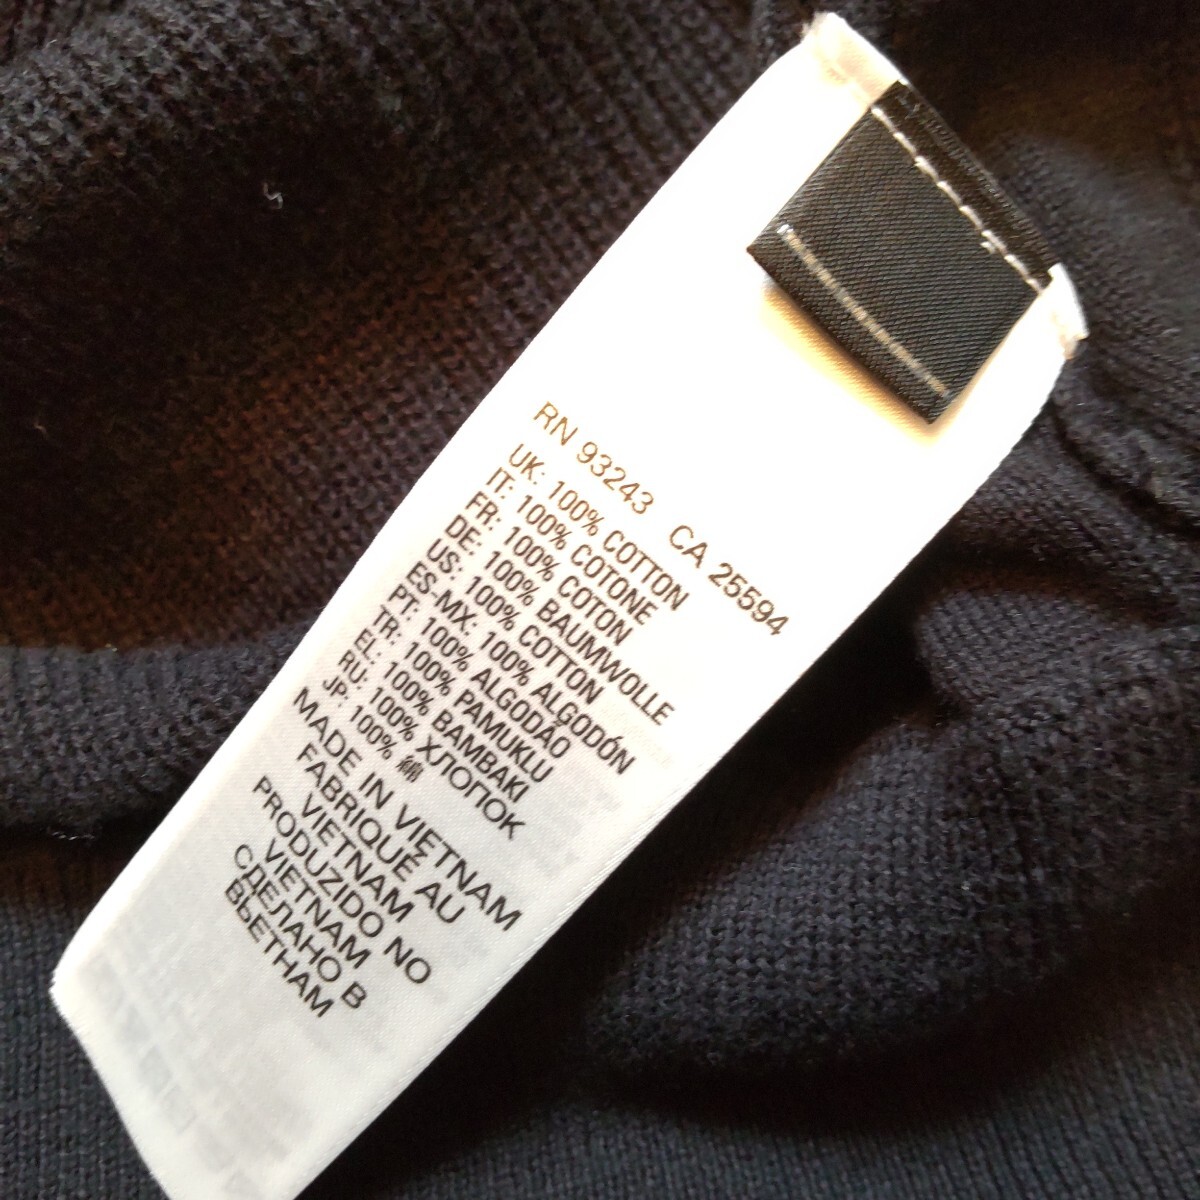 RN 93243 CA 25594
UK: 100% COTTON
IT: 100% COTONE
FR: 100% COTON
DE: 100% BAUMWOLLE
US: 100% COTTON
ES-MX: 100% ALGODÓN
PT: 100% ALGODÃO
TR: 100% PAMUKLU
EL: 100% BAMBAKI
RU: 100% ХЛОПОК
JP: 100% 綿
MADE IN VIETNAM
FABRIQUÉ AU
VIETNAM
PRODUZIDO NO
VIETNAM
СДЕЛАНО В
ВЬЕТНАМ